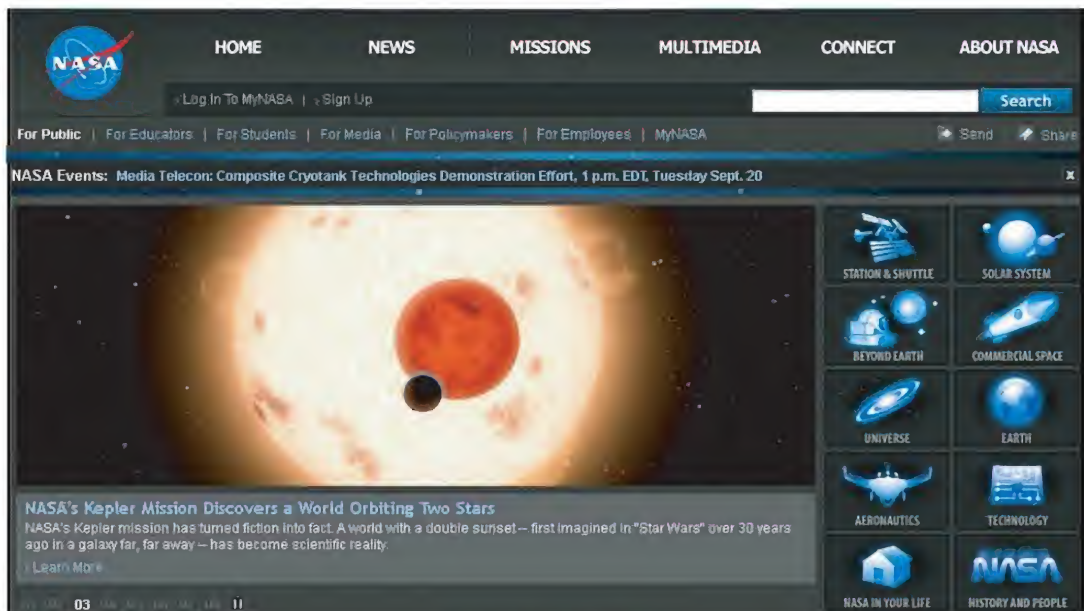 NASA
HOME NEWS MISSIONS MULTIMEDIA CONNECT ABOUT NASA
› Log In To MyNASA | › Sign Up
Search
For Public | For Educators | For Students | For Media | For Policymakers | For Employees | MyNASA
Send Share
NASA Events: Media Telecon: Composite Cryotank Technologies Demonstration Effort, 1 p.m. EDT, Tuesday Sept. 20 x
STATION & SHUTTLE SOLAR SYSTEM
BEYOND EARTH COMMERCIAL SPACE
UNIVERSE EARTH
AERONAUTICS TECHNOLOGY
NASA
NASA IN YOUR LIFE HISTORY AND PEOPLE
NASA's Kepler Mission Discovers a World Orbiting Two Stars
NASA's Kepler mission has turned fiction into fact. A world with a double sunset -- first imagined in "Star Wars" over 30 years
ago in a galaxy far, far away -- has become scientific reality.
› Learn More
03